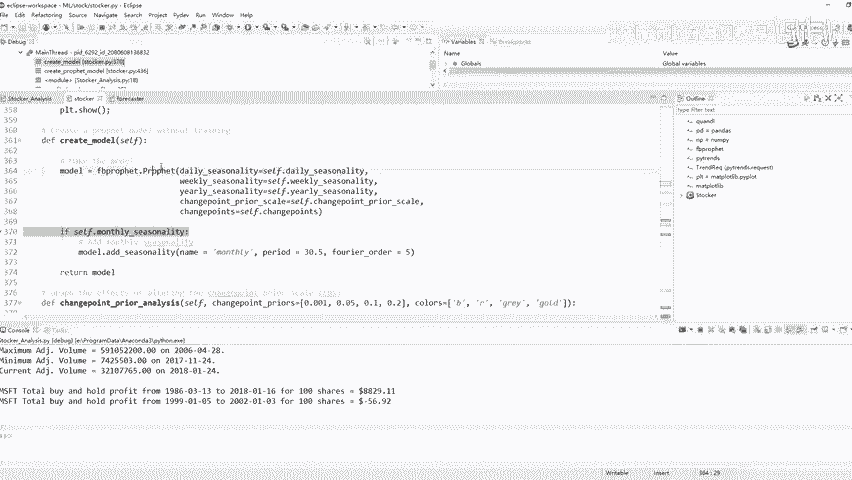 eclipse-workspace - ML/stock/stocker.py - Eclipse
File Edit Refactoring Source Navigate Search Project Pydev Run Window Help
Debug
MainThread - pid_6292_id_2080608136832
create_model [stocker.py:370]
create_prophet_model [stocker.py:436]
<module> [Stocker_Analysis.py:18]
Variables Breakpoints
Name Value
Globals Global variables
Stocker_Analysis stocker forecaster
358 plt.show();
359
360 # Create a prophet model without training
361 def create_model(self):
362
363 # Make the model
364 model = fbprophet.Prophet(daily_seasonality=self.daily_seasonality,
365 weekly_seasonality=self.weekly_seasonality,
366 yearly_seasonality=self.yearly_seasonality,
367 changepoint_prior_scale=self.changepoint_prior_scale,
368 changepoints=self.changepoints)
369
370 if self.monthly_seasonality:
371 # Add monthly seasonality
372 model.add_seasonality(name = 'monthly', period = 30.5, fourier_order = 5)
373
374 return model
375
376 # Graph the effects of altering the changepoint prior scale
377 def changepoint_prior_analysis(self, changepoint_priors=[0.001, 0.05, 0.1, 0.2], colors=['b', 'r', 'grey', 'gold']):
Outline
type filter text
quandl
pd = pandas
np = numpy
fbprophet
pytrends
TrendReq (pytrends.request)
plt = matplotlib.pyplot
matplotlib
Stocker
Console
Stocker_Analysis.py [debug] [e:\ProgramData\Anaconda3\python.exe]
Maximum Adj. Volume = 591052200.00 on 2006-04-28.
Minimum Adj. Volume = 7425503.00 on 2017-11-24.
Current Adj. Volume = 32107765.00 on 2018-01-24.
MSFT Total buy and hold profit from 1986-03-13 to 2018-01-16 for 100 shares = $8829.11
MSFT Total buy and hold profit from 1999-01-05 to 2002-01-03 for 100 shares = $-56.92
Writable Insert 364 : 29